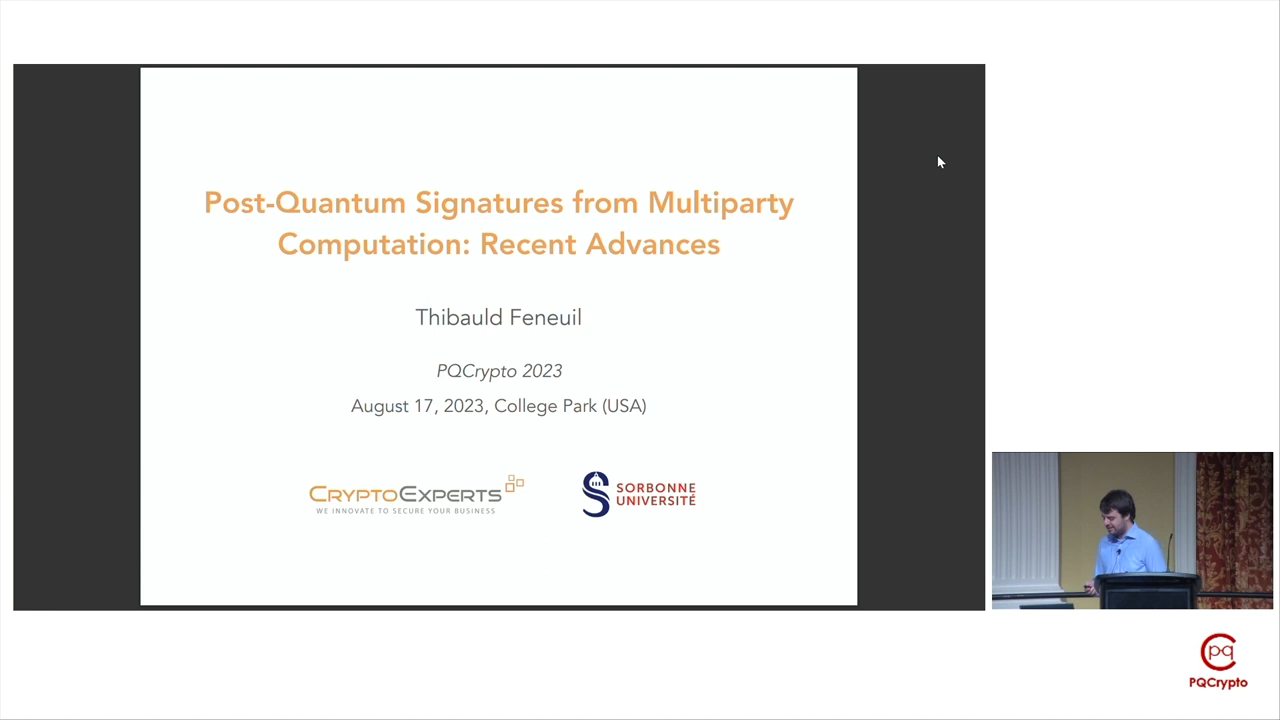 Post-Quantum Signatures from Multiparty
Computation: Recent Advances
Thibauld Feneuil
PQCrypto 2023
August 17, 2023, College Park (USA)
CRYPTOEXPERTS
WE INNOVATE TO SECURE YOUR BUSINESS
SORBONNE
UNIVERSITÉ
pq
PQCrypto